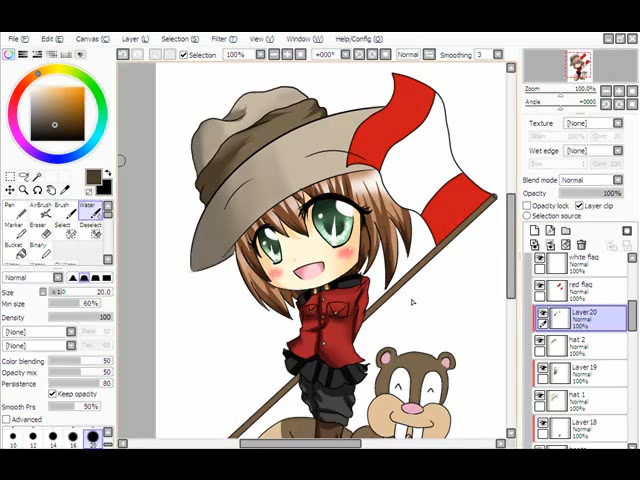 File (F) Edit (E) Canvas (C) Layer (L) Selection (S) Filter (T) View (V) Window (W) Help/Config (O)
Selection 100% +000° Normal Smoothing 3
Zoom 100.0%
Angle +000°
Texture [None]
Wet edge [None]
Blend mode Normal
Opacity 100%
Opacity lock Layer clip
Selection source
Pen AirBrush Brush Water
Marker Eraser Select Deselect
Bucket Binary
Normal
Size x 1.0 20.0
Min size 60%
Density 100
[None]
[None]
Color blending 50
Opacity mix 50
Persistence 80
Keep opacity
Smooth Prs 50%
Advanced
10 12 14 16 20
white flag
Normal
100%
red flag
Normal
100%
Layer20
Normal
100%
hat 2
Normal
100%
Layer19
Normal
100%
hat 1
Normal
100%
Layer18
Normal
100%